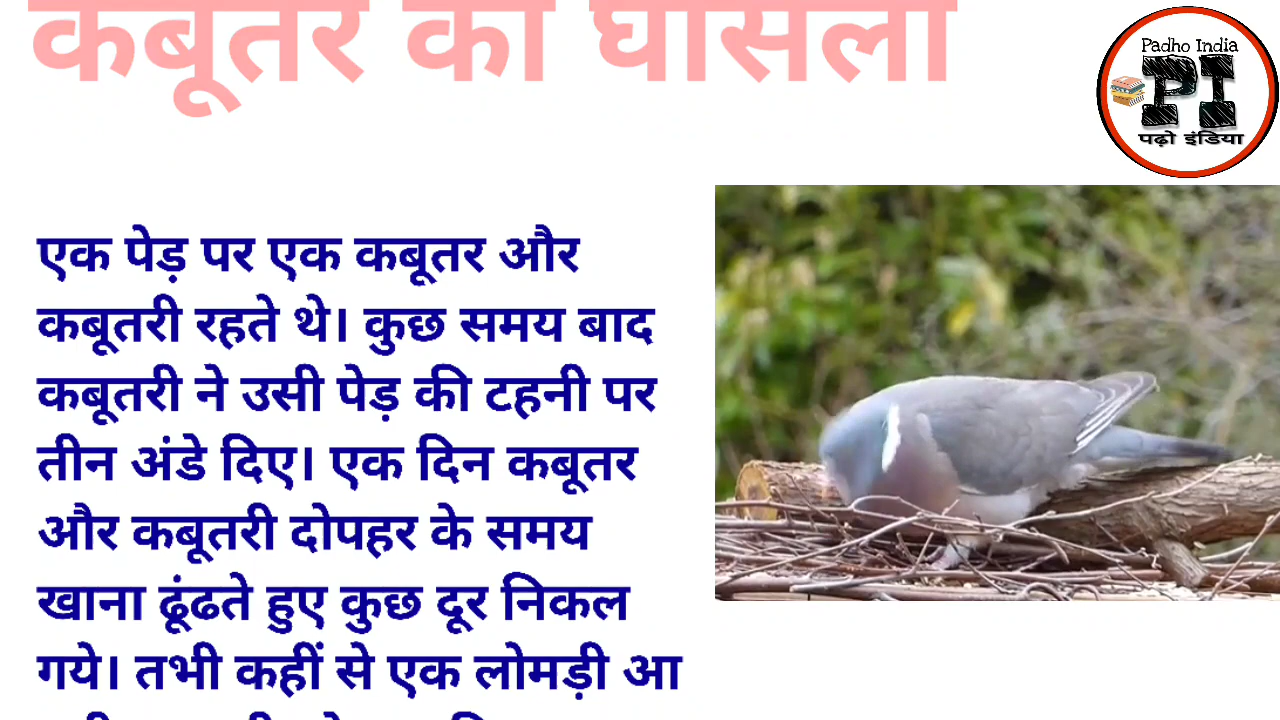 कबूतर का घोंसला
Padho India
PI
पढ़ो इंडिया
एक पेड़ पर एक कबूतर और
कबूतरी रहते थे। कुछ समय बाद
कबूतरी ने उसी पेड़ की टहनी पर
तीन अंडे दिए। एक दिन कबूतर
और कबूतरी दोपहर के समय
खाना ढूंढते हुए कुछ दूर निकल
गये। तभी कहीं से एक लोमड़ी आ